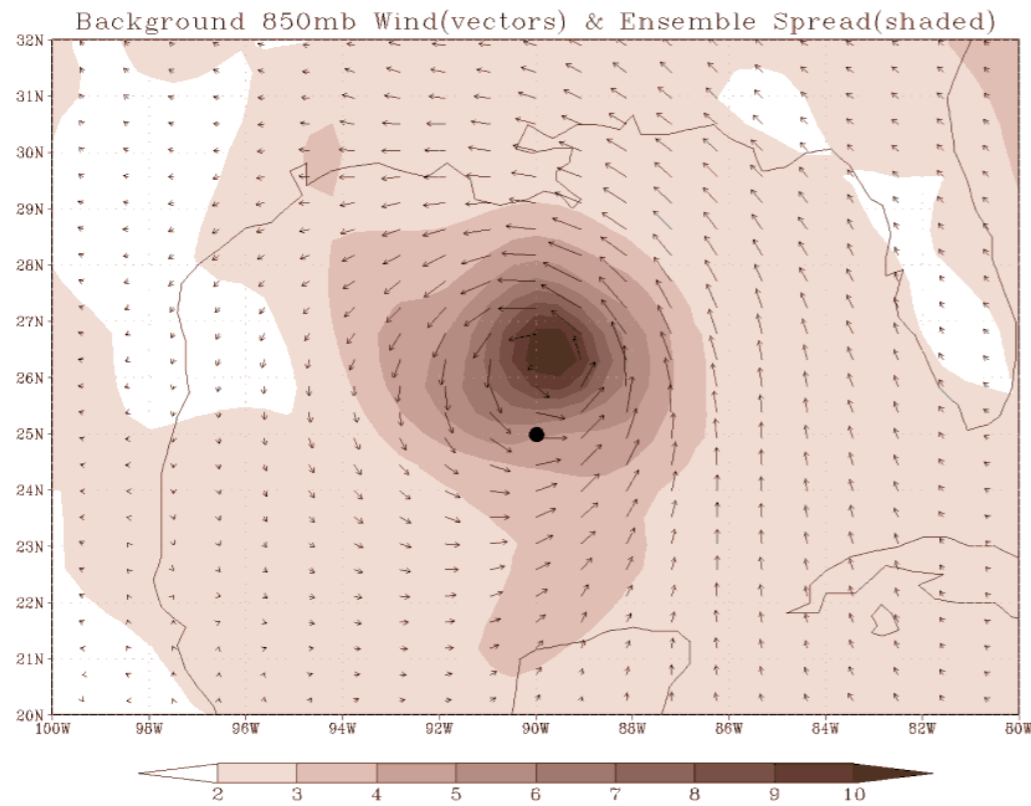 Background 850mb Wind(vectors) & Ensemble Spread(shaded)
32N
31N
30N
29N
28N
27N
26N
25N
24N
23N
22N
21N
20N
100W 98W 96W 94W 92W 90W 88W 86W 84W 82W 80W
2 3 4 5 6 7 8 9 10